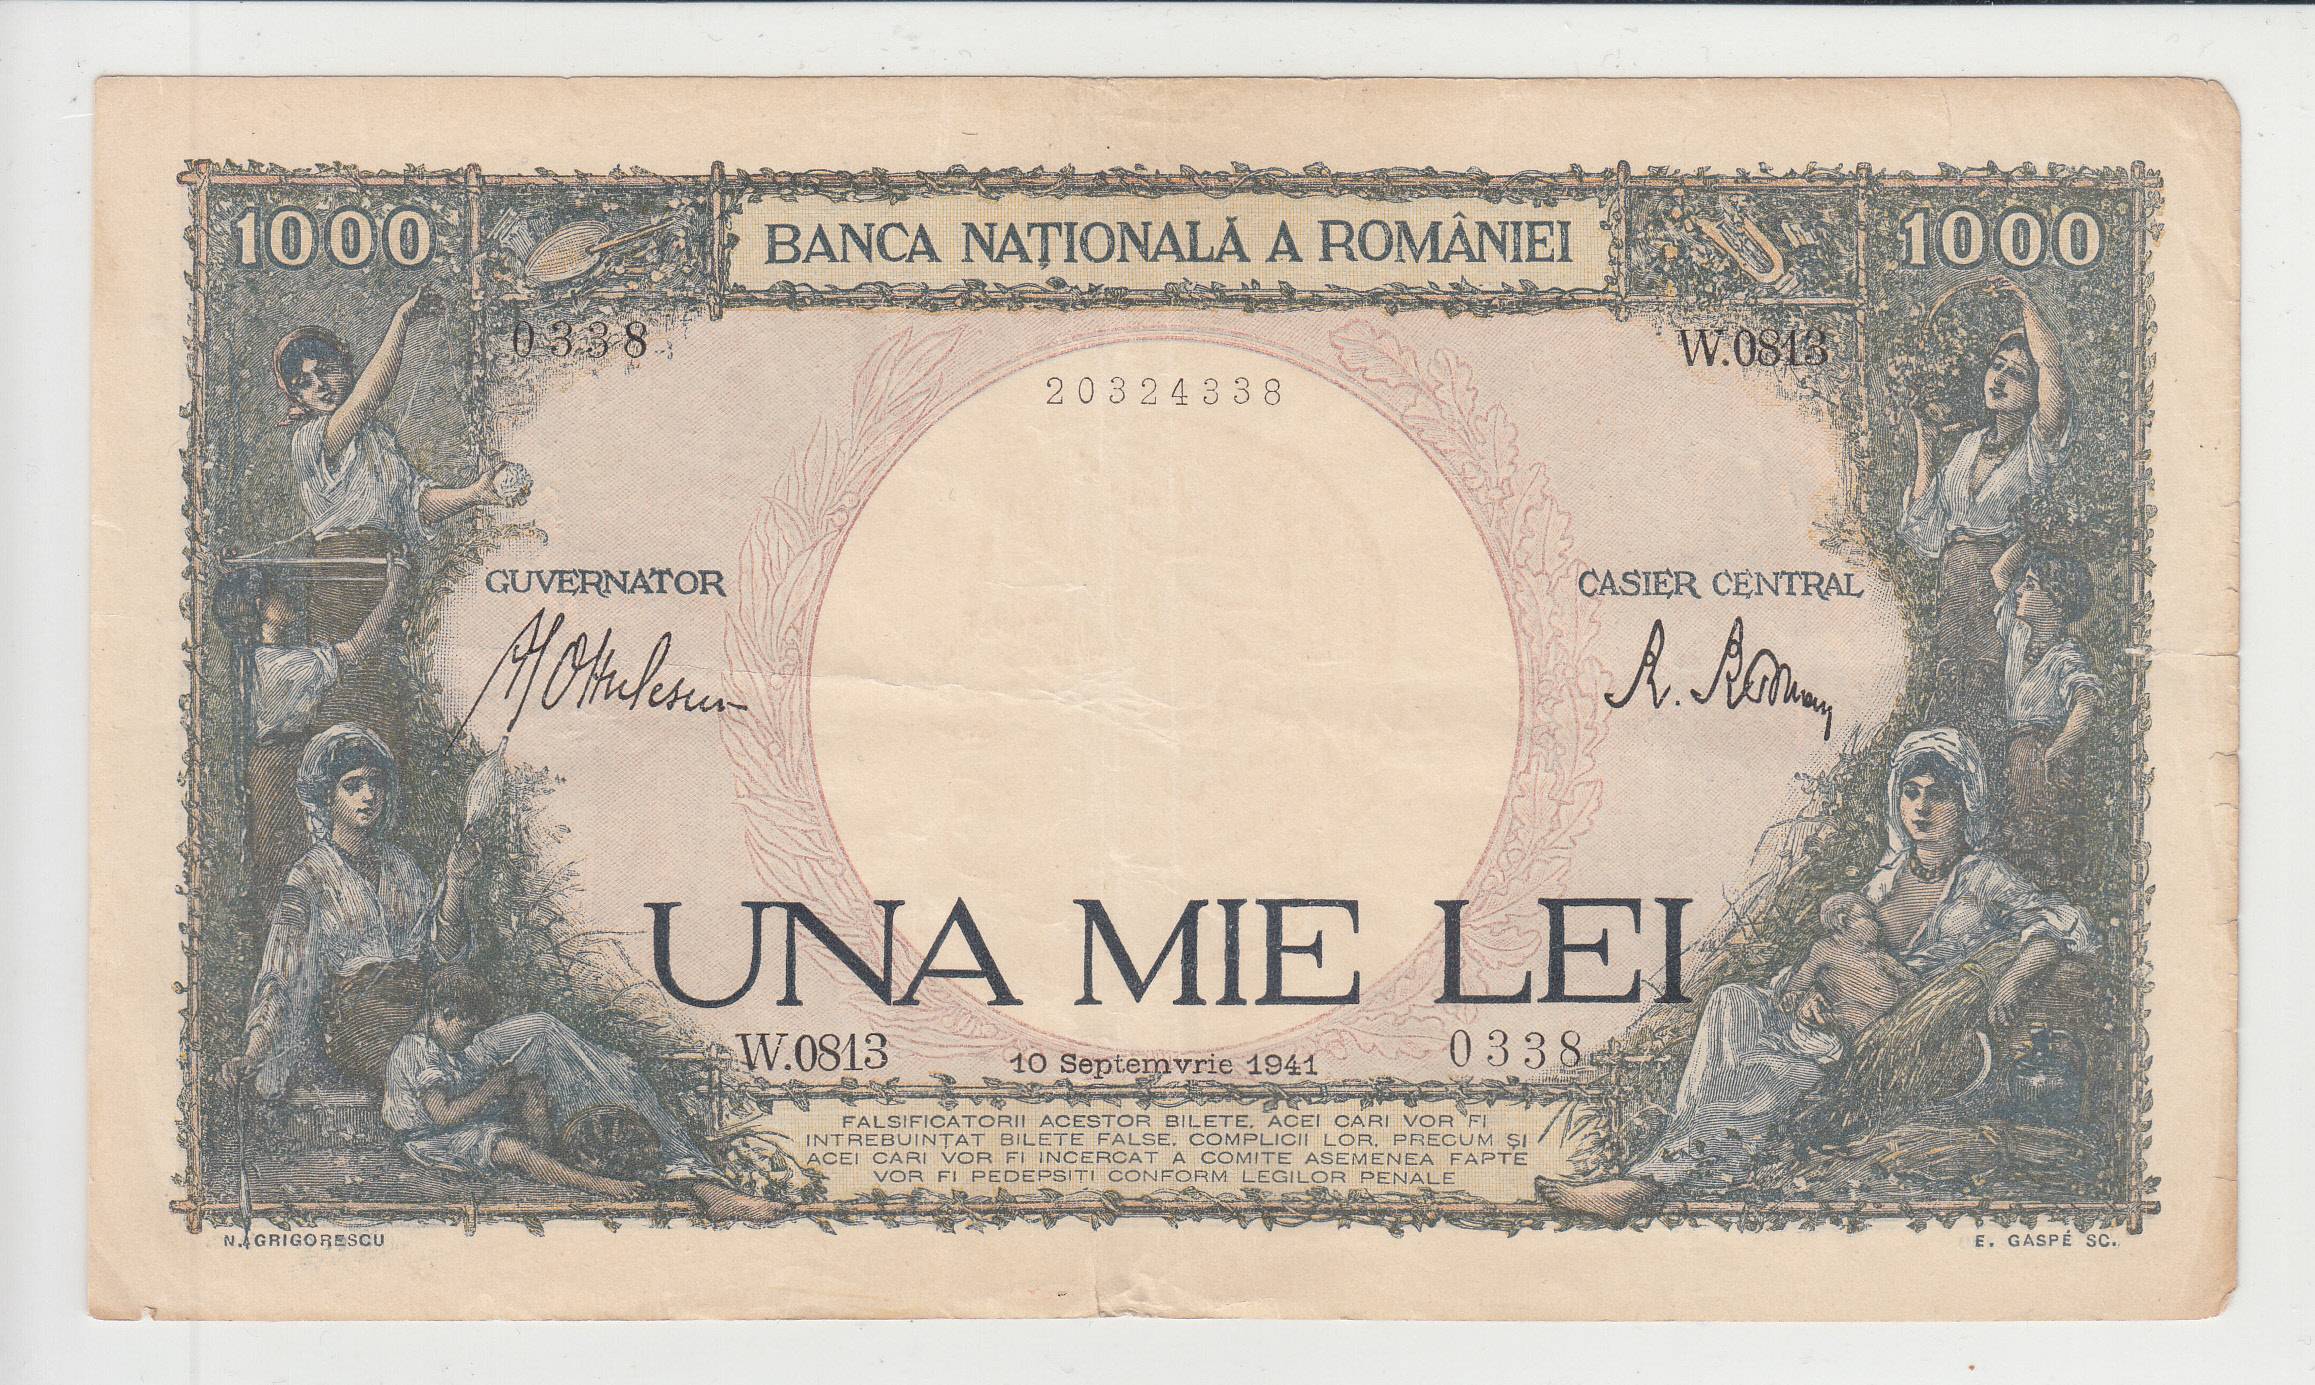 1000 BANCA NAȚIONALĂ A ROMÂNIEI 1000
0338 W.0813
20324338
GUVERNATOR CASIER CENTRAL
UNA MIE LEI
W.0813 10 Septemvrie 1941 0338
FALSIFICATORII ACESTOR BILETE, ACEI CARI VOR FI
INTREBUINȚAT BILETE FALSE, COMPLICII LOR, PRECUM ȘI
ACEI CARI VOR FI INCERCAT A COMITE ASEMENEA FAPTE
VOR FI PEDEPSIȚI CONFORM LEGILOR PENALE
N. GRIGORESCU E. GASPÉ SC.